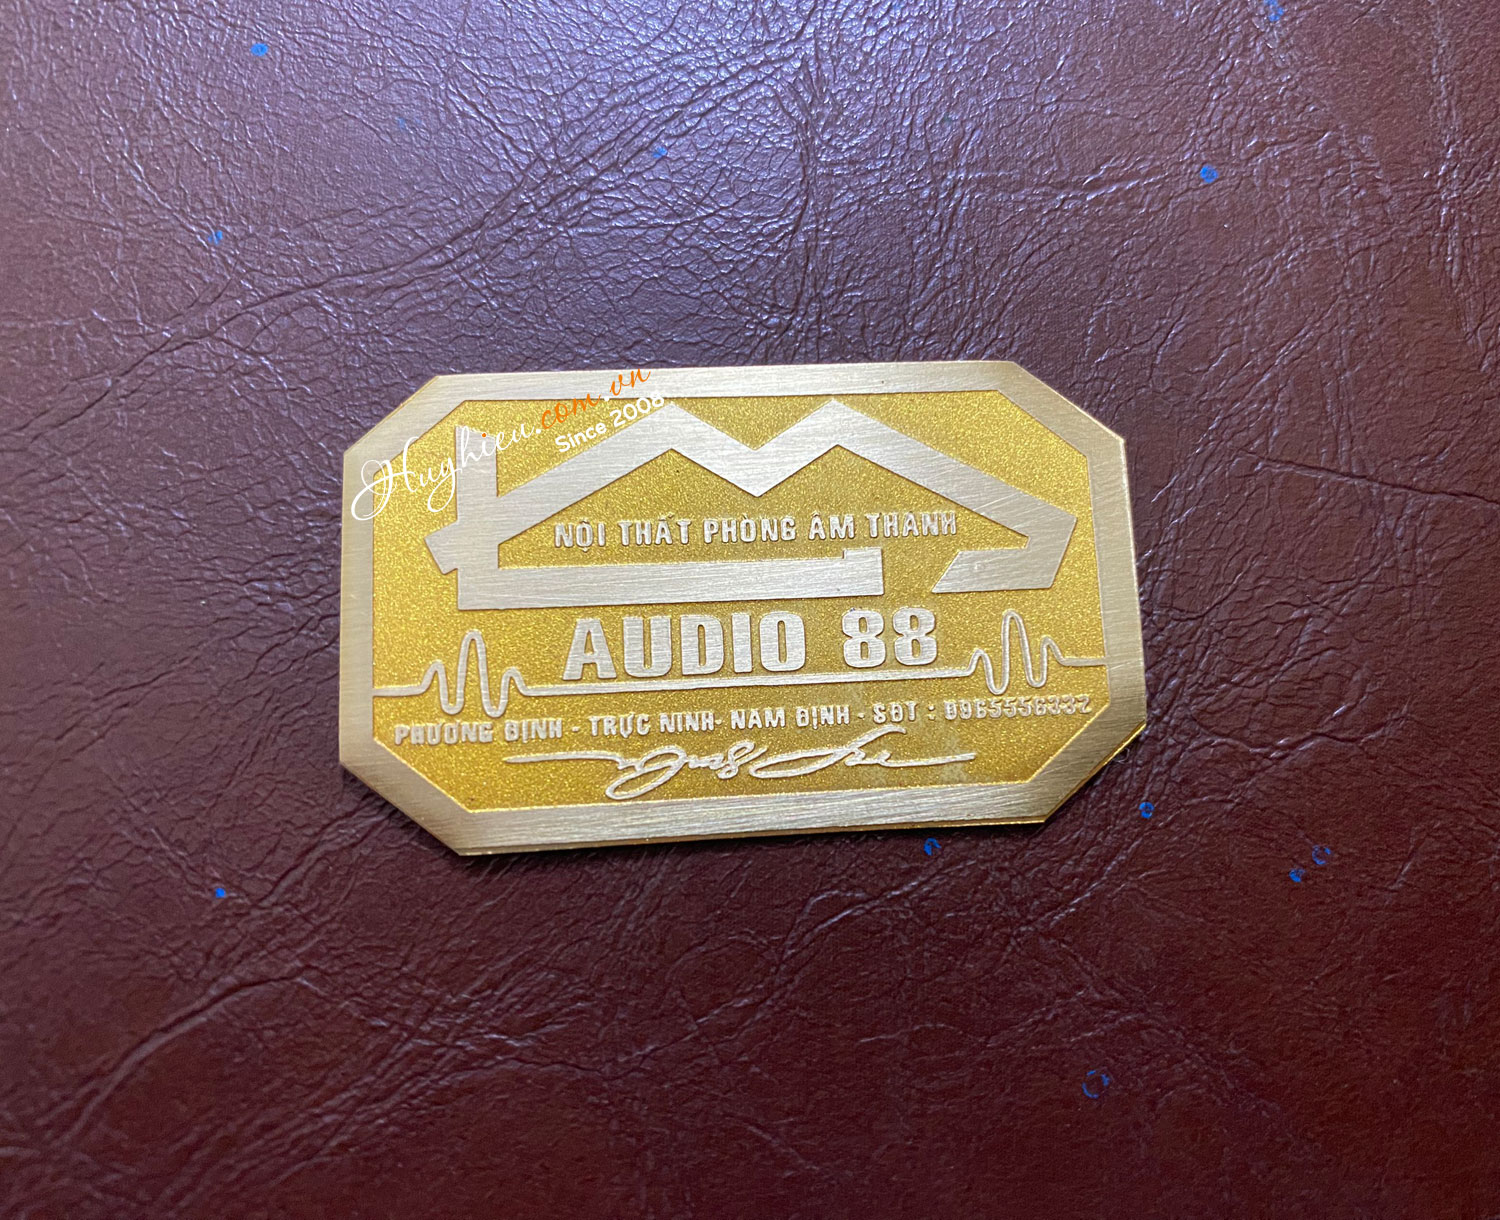 Huyhieu.com.vn
Since 2008
NỘI THẤT PHÒNG ÂM THANH
AUDIO 88
PHƯƠNG ĐỊNH - TRỰC NINH - NAM ĐỊNH - SĐT : 0965556332